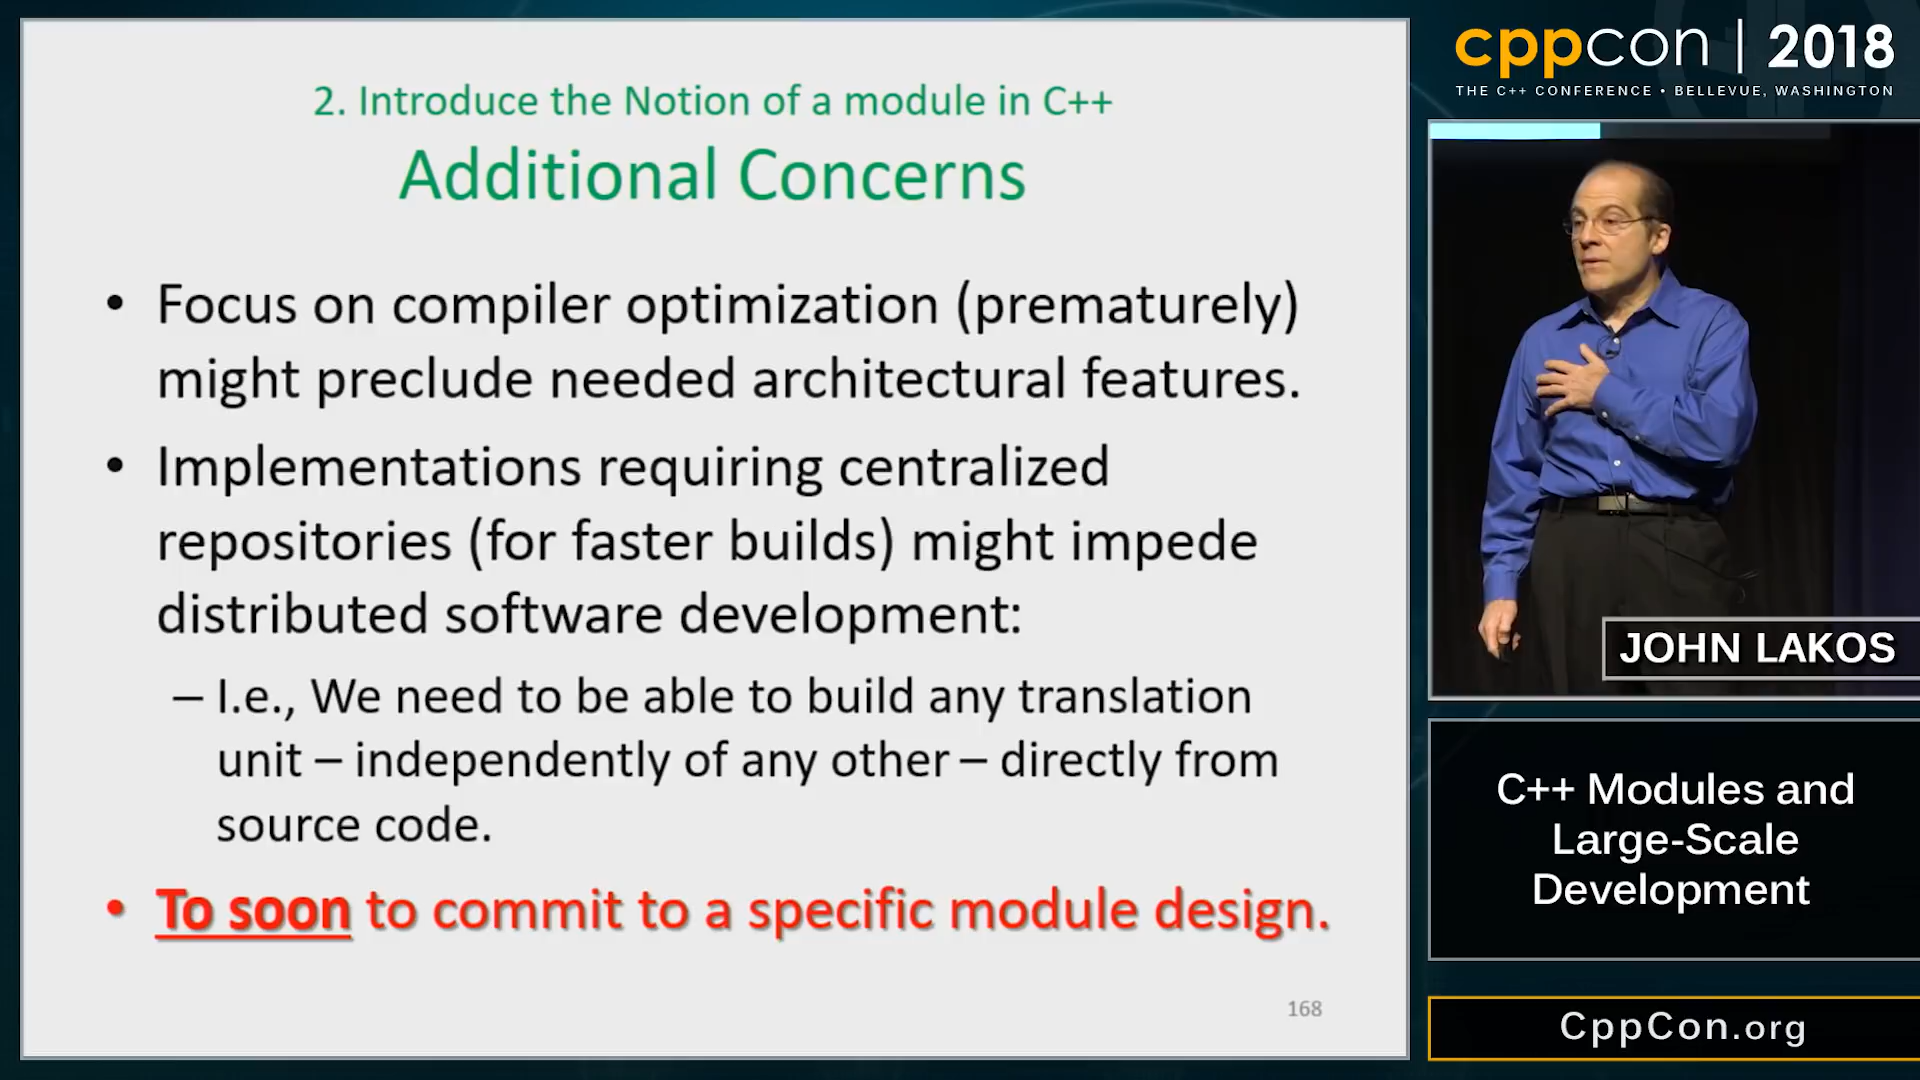 2. Introduce the Notion of a module in C++
Additional Concerns
• Focus on compiler optimization (prematurely)
might preclude needed architectural features.
• Implementations requiring centralized
repositories (for faster builds) might impede
distributed software development:
– I.e., We need to be able to build any translation
unit – independently of any other – directly from
source code.
• To soon to commit to a specific module design.
168
cppcon | 2018
THE C++ CONFERENCE • BELLEVUE, WASHINGTON
JOHN LAKOS
C++ Modules and
Large-Scale
Development
CppCon.org